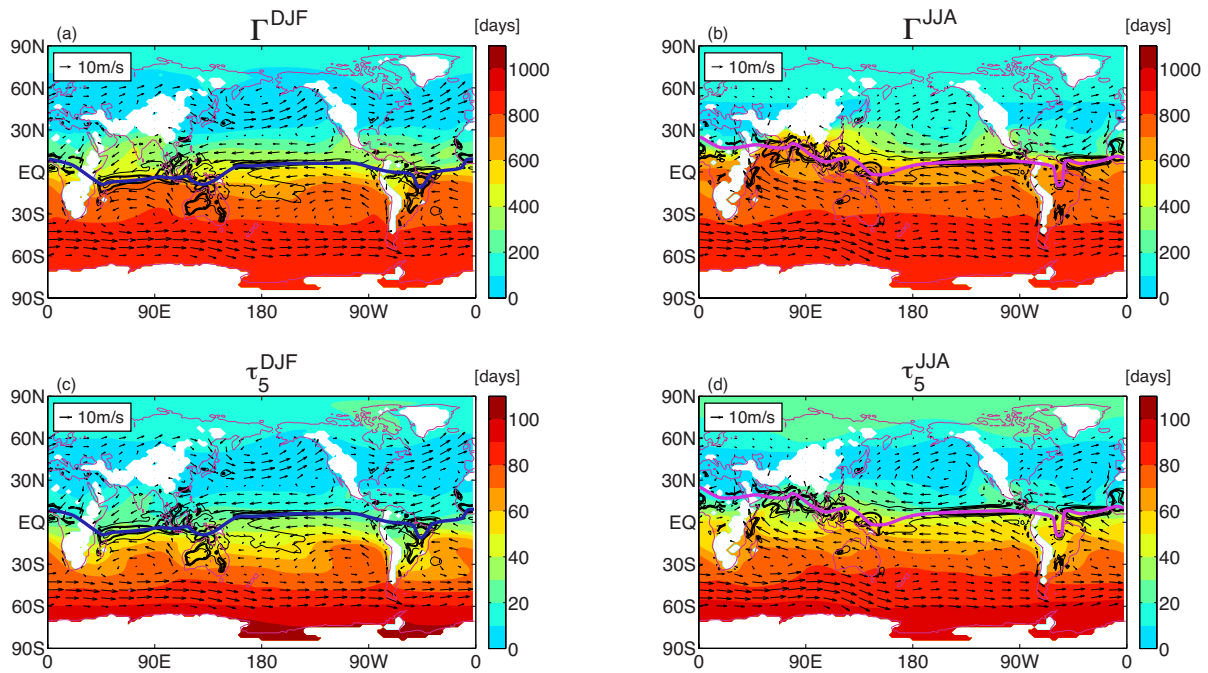 (a) Γ^DJF [days]
90N 10m/s 1000
60N
30N 800
EQ 600
30S 400
60S 200
90S 0
0 90E 180 90W 0
(b) Γ^JJA [days]
90N 10m/s 1000
60N
30N 800
EQ 600
30S 400
60S 200
90S 0
0 90E 180 90W 0
(c) τ_5^DJF [days]
90N 10m/s 100
60N
30N 80
EQ 60
30S 40
60S 20
90S 0
0 90E 180 90W 0
(d) τ_5^JJA [days]
90N 10m/s 100
60N
30N 80
EQ 60
30S 40
60S 20
90S 0
0 90E 180 90W 0